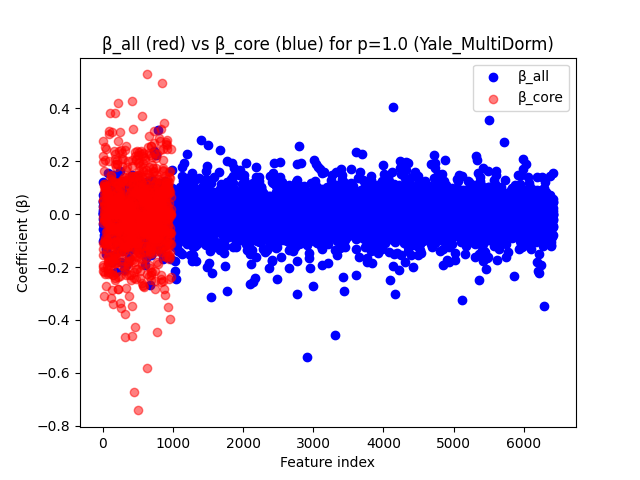 β_all (red) vs β_core (blue) for p=1.0 (Yale_MultiDorm)
β_all
β_core
0.4
0.2
0.0
−0.2
−0.4
−0.6
−0.8
Coefficient (β)
0 1000 2000 3000 4000 5000 6000
Feature index